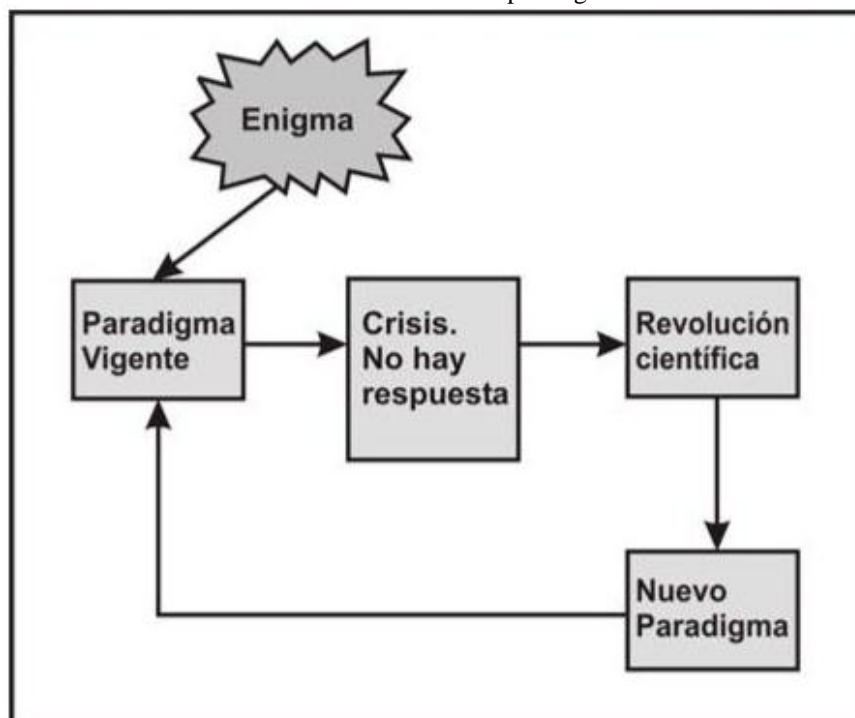 Enigma
Paradigma
Vigente
Crisis.
No hay
respuesta
Revolución
científica
Nuevo
Paradigma